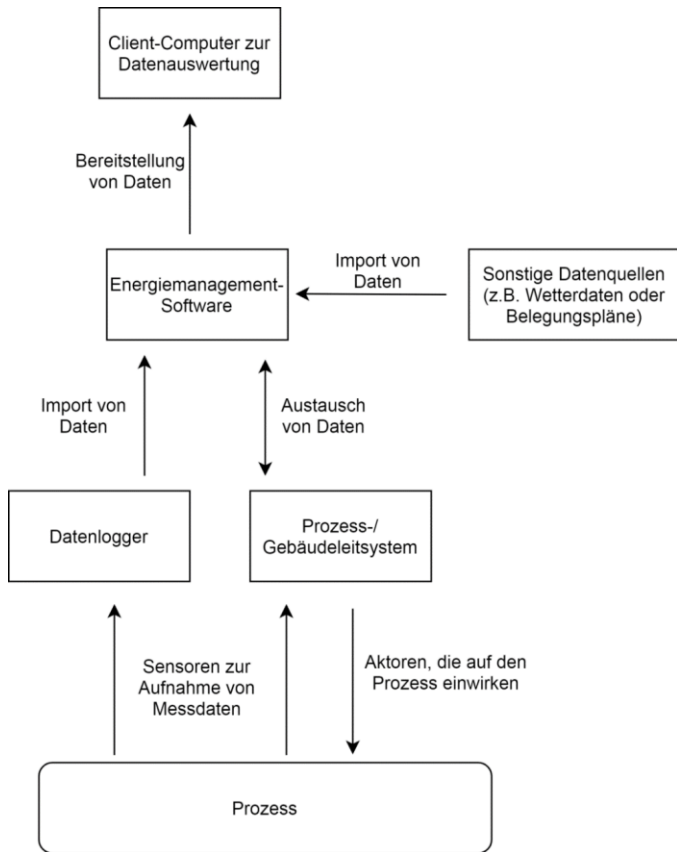 Client-Computer zur
Datenauswertung
Bereitstellung
von Daten
Energiemanagement-
Software
Import von
Daten
Sonstige Datenquellen
(z.B. Wetterdaten oder
Belegungspläne)
Import von
Daten
Austausch
von Daten
Datenlogger
Prozess-/
Gebäudeleitsystem
Sensoren zur
Aufnahme von
Messdaten
Aktoren, die auf den
Prozess einwirken
Prozess